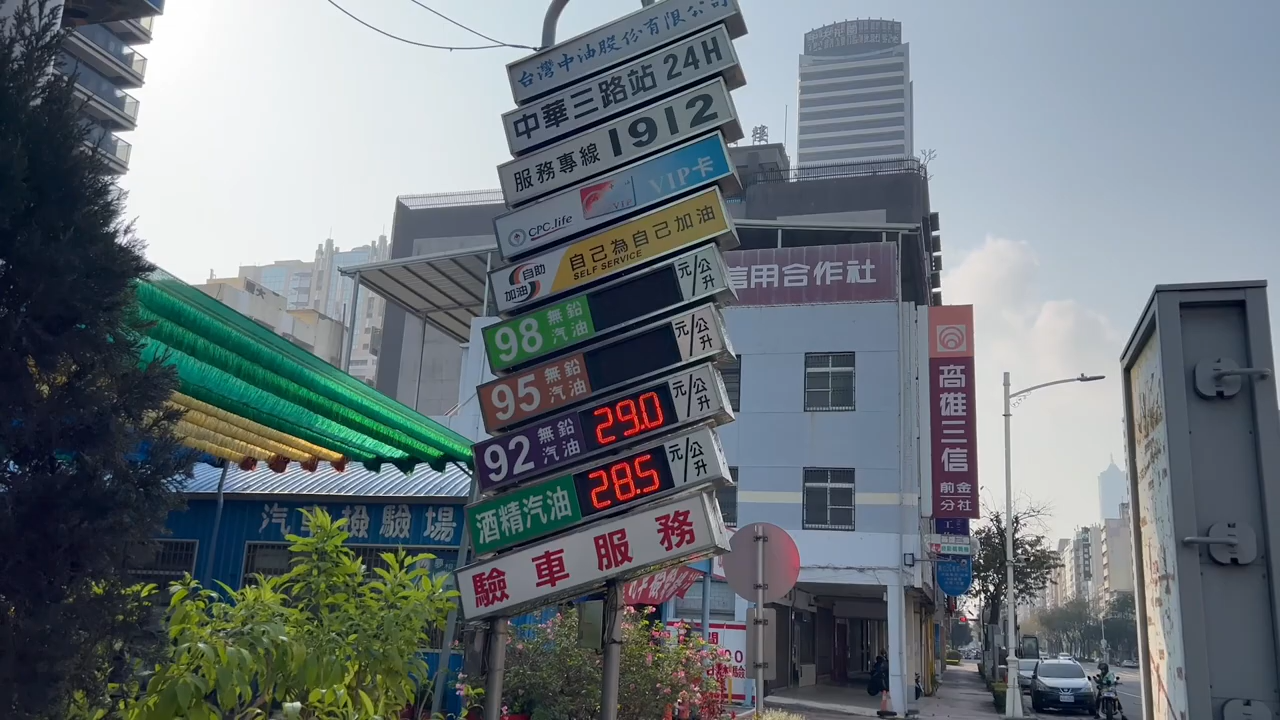 台灣中油股份有限公司
中華三路站 24H
服務專線 1912
CPC.life VIP VIP卡
自助加油 自己為自己加油
SELF SERVICE
98 無鉛汽油 元/公升
95 無鉛汽油 元/公升
92 無鉛汽油 29.0 元/公升
酒精汽油 28.5 元/公升
驗車服務
信用合作社
高雄三信
前金
分社
汽車檢驗場